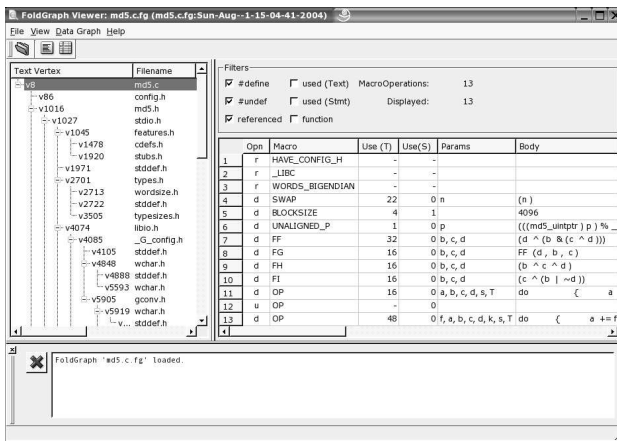 FoldGraph Viewer: md5.c.fg (md5.c.fg:Sun-Aug--1-15-04-41-2004)
File View Data Graph Help
Text Vertex Filename
v8 md5.c
v86 config.h
v1016 md5.h
v1027 stdio.h
v1045 features.h
v1478 cdefs.h
v1920 stubs.h
v1971 stddef.h
v2701 types.h
v2713 wordsize.h
v2722 stddef.h
v3505 typesizes.h
v4074 libio.h
v4085 _G_config.h
v4105 stddef.h
v4848 wchar.h
v4888 stddef.h
v5593 wchar.h
v5905 gconv.h
v5919 wchar.h
v... stddef.h
Filters
#define used (Text) MacroOperations: 13
#undef used (Stmt) Displayed: 13
referenced function
Opn Macro Use (T) Use(S) Params Body
1 r HAVE_CONFIG_H - -
2 r _LIBC - -
3 r WORDS_BIGENDIAN - -
4 d SWAP 22 0 n (n )
5 d BLOCKSIZE 4 1 4096
6 d UNALIGNED_P 1 0 p (((md5_uintptr ) p ) % _
7 d FF 32 0 b, c, d (d ^ (b & (c ^ d )))
8 d FG 16 0 b, c, d FF (d , b , c )
9 d FH 16 0 b, c, d (b ^ c ^ d )
10 d FI 16 0 b, c, d (c ^ (b | ~d ))
11 d OP 16 0 a, b, c, d, s, T do { a
12 u OP - 0
13 d OP 48 0 f, a, b, c, d, k, s, T do { a += f
FoldGraph 'md5.c.fg' loaded.